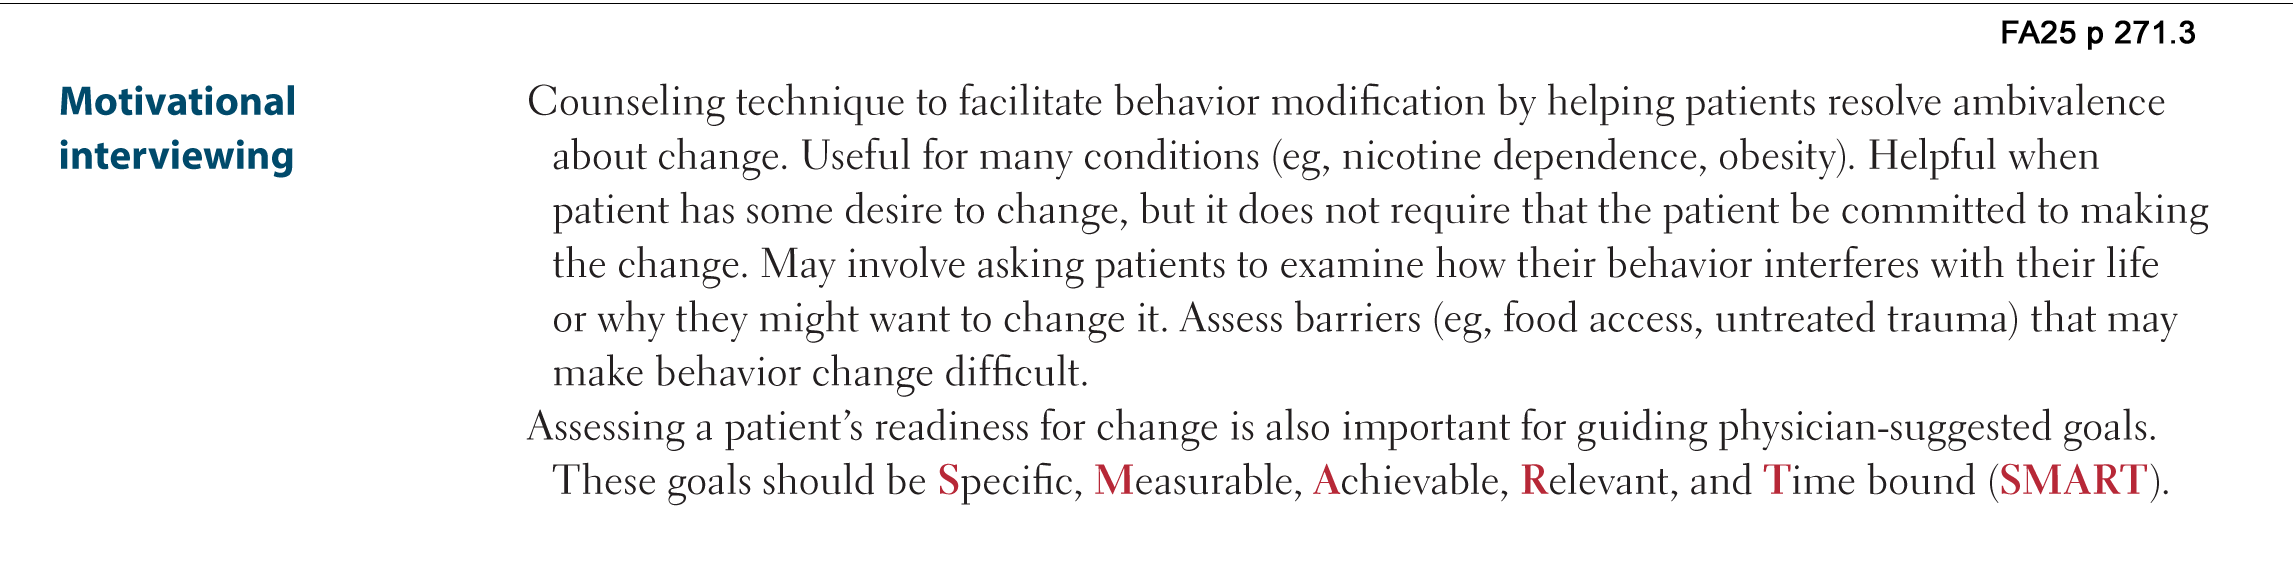 FA25 p 271.3
Motivational
interviewing
Counseling technique to facilitate behavior modification by helping patients resolve ambivalence
about change. Useful for many conditions (eg, nicotine dependence, obesity). Helpful when
patient has some desire to change, but it does not require that the patient be committed to making
the change. May involve asking patients to examine how their behavior interferes with their life
or why they might want to change it. Assess barriers (eg, food access, untreated trauma) that may
make behavior change difficult.
Assessing a patient’s readiness for change is also important for guiding physician-suggested goals.
These goals should be Specific, Measurable, Achievable, Relevant, and Time bound (SMART).